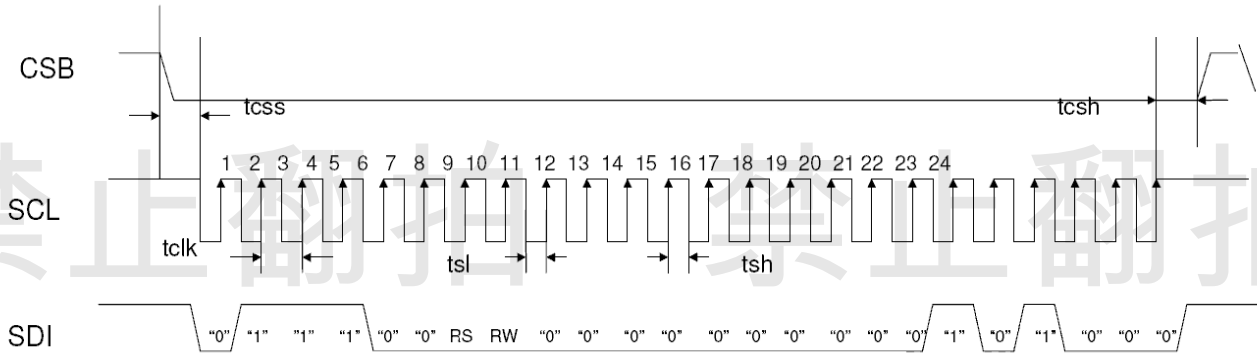 CSB
tcss
tcsh
1 2 3 4 5 6 7 8 9 10 11 12 13 14 15 16 17 18 19 20 21 22 23 24
SCL
tclk
tsl
tsh
SDI
“0” “1” ”1” “1” “0” “0” RS RW “0” “0” “0” “0” “0” “0” “0” “0” “0” “0” “1” “0” “1” “0” “0” “0”
禁止翻拍 禁止翻拍